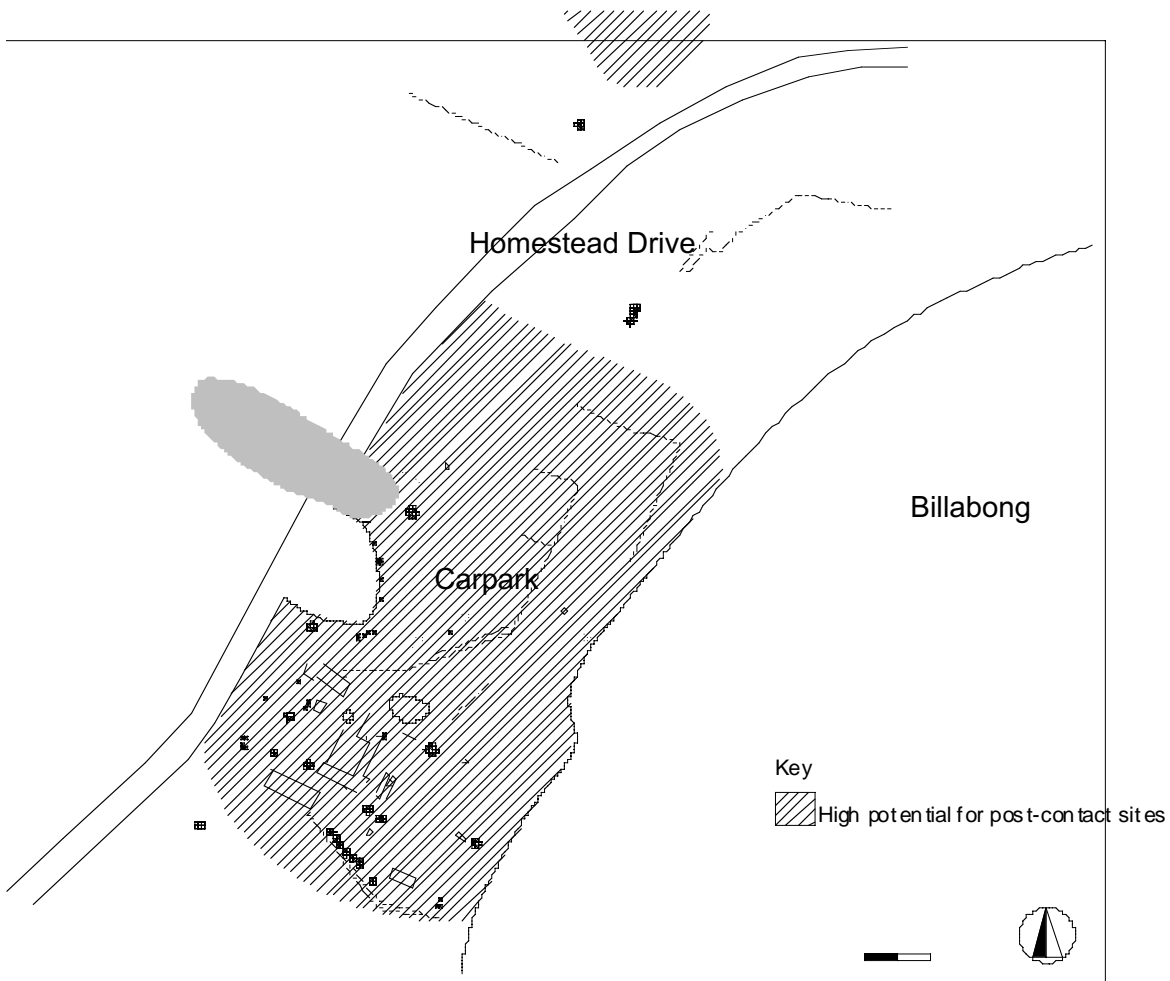 Homestead Drive
Billabong
Carpark
Key
High potential for post-contact sites